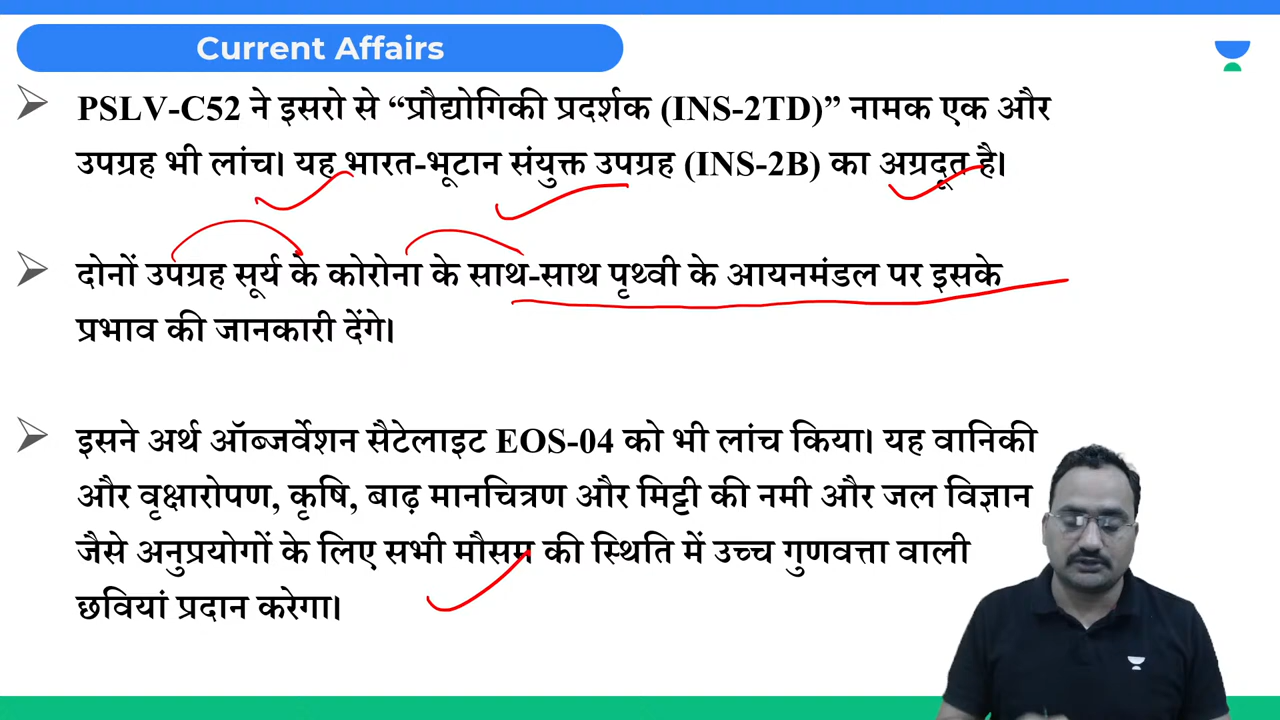 Current Affairs
PSLV-C52 ने इसरो से “प्रौद्योगिकी प्रदर्शक (INS-2TD)” नामक एक और
उपग्रह भी लांच। यह भारत-भूटान संयुक्त उपग्रह (INS-2B) का अग्रदूत है।
दोनों उपग्रह सूर्य के कोरोना के साथ-साथ पृथ्वी के आयनमंडल पर इसके
प्रभाव की जानकारी देंगे।
इसने अर्थ ऑब्जर्वेशन सैटेलाइट EOS-04 को भी लांच किया। यह वानिकी
और वृक्षारोपण, कृषि, बाढ़ मानचित्रण और मिट्टी की नमी और जल विज्ञान
जैसे अनुप्रयोगों के लिए सभी मौसम की स्थिति में उच्च गुणवत्ता वाली
छवियां प्रदान करेगा।